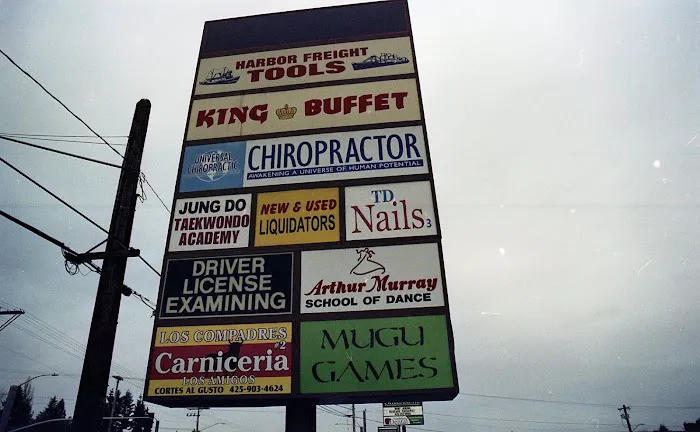 HARBOR FREIGHT
TOOLS
KING BUFFET
UNIVERSAL
CHIROPRACTIC
CHIROPRACTOR
AWAKENING A UNIVERSE OF HUMAN POTENTIAL
JUNG DO
TAEKWONDO
ACADEMY
NEW & USED
LIQUIDATORS
TD
Nails 3
DRIVER
LICENSE
EXAMINING
Arthur Murray
SCHOOL OF DANCE
LOS COMPADRES
#2
Carniceria
LOS AMIGOS
CORTES AL GUSTO 425-903-4624
MUGU
GAMES